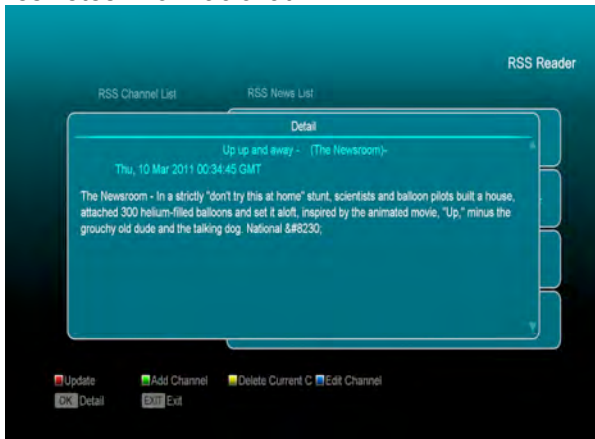 RSS Reader
RSS Channel List RSS News List
Detail
Up up and away - (The Newsroom)-
Thu, 10 Mar 2011 00:34:45 GMT
The Newsroom - In a strictly "don't try this at home" stunt, scientists and balloon pilots built a house,
attached 300 helium-filled balloons and set it aloft, inspired by the animated movie, "Up," minus the
grouchy old dude and the talking dog. National &#8230;
Update Add Channel Delete Current C Edit Channel
OK Detail EXIT Exit